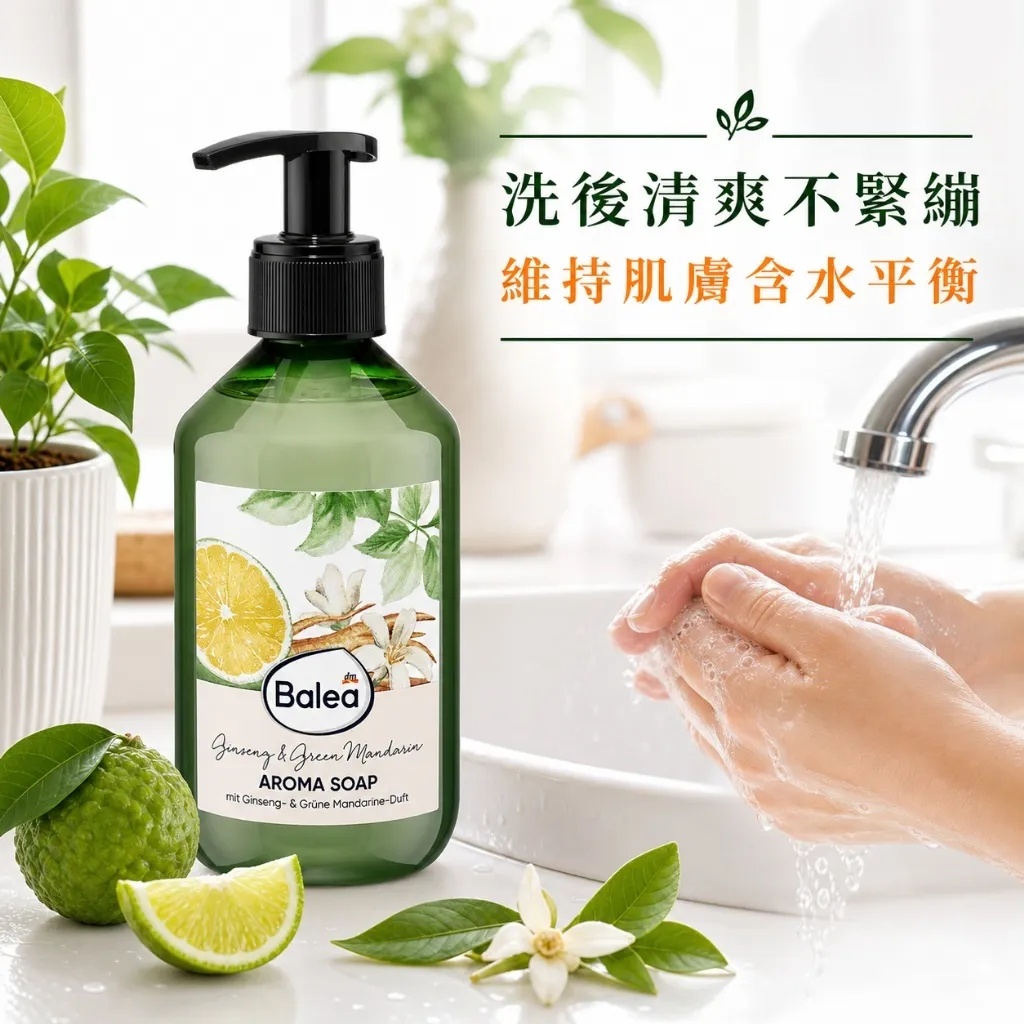 洗後清爽不緊繃
維持肌膚含水平衡
dm
Balea
Ginseng & Green Mandarin
AROMA SOAP
mit Ginseng- & Grüne Mandarine-Duft